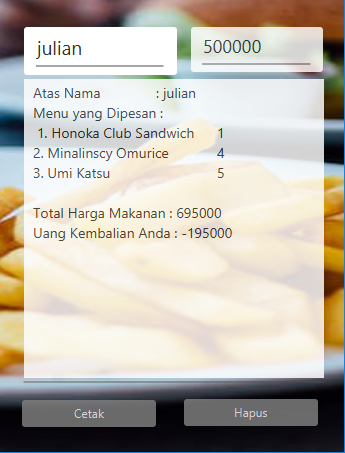 julian
500000
Atas Nama : julian
Menu yang Dipesan :
1. Honoka Club Sandwich 1
2. Minalinscy Omurice 4
3. Umi Katsu 5
Total Harga Makanan : 695000
Uang Kembalian Anda : -195000
Cetak
Hapus